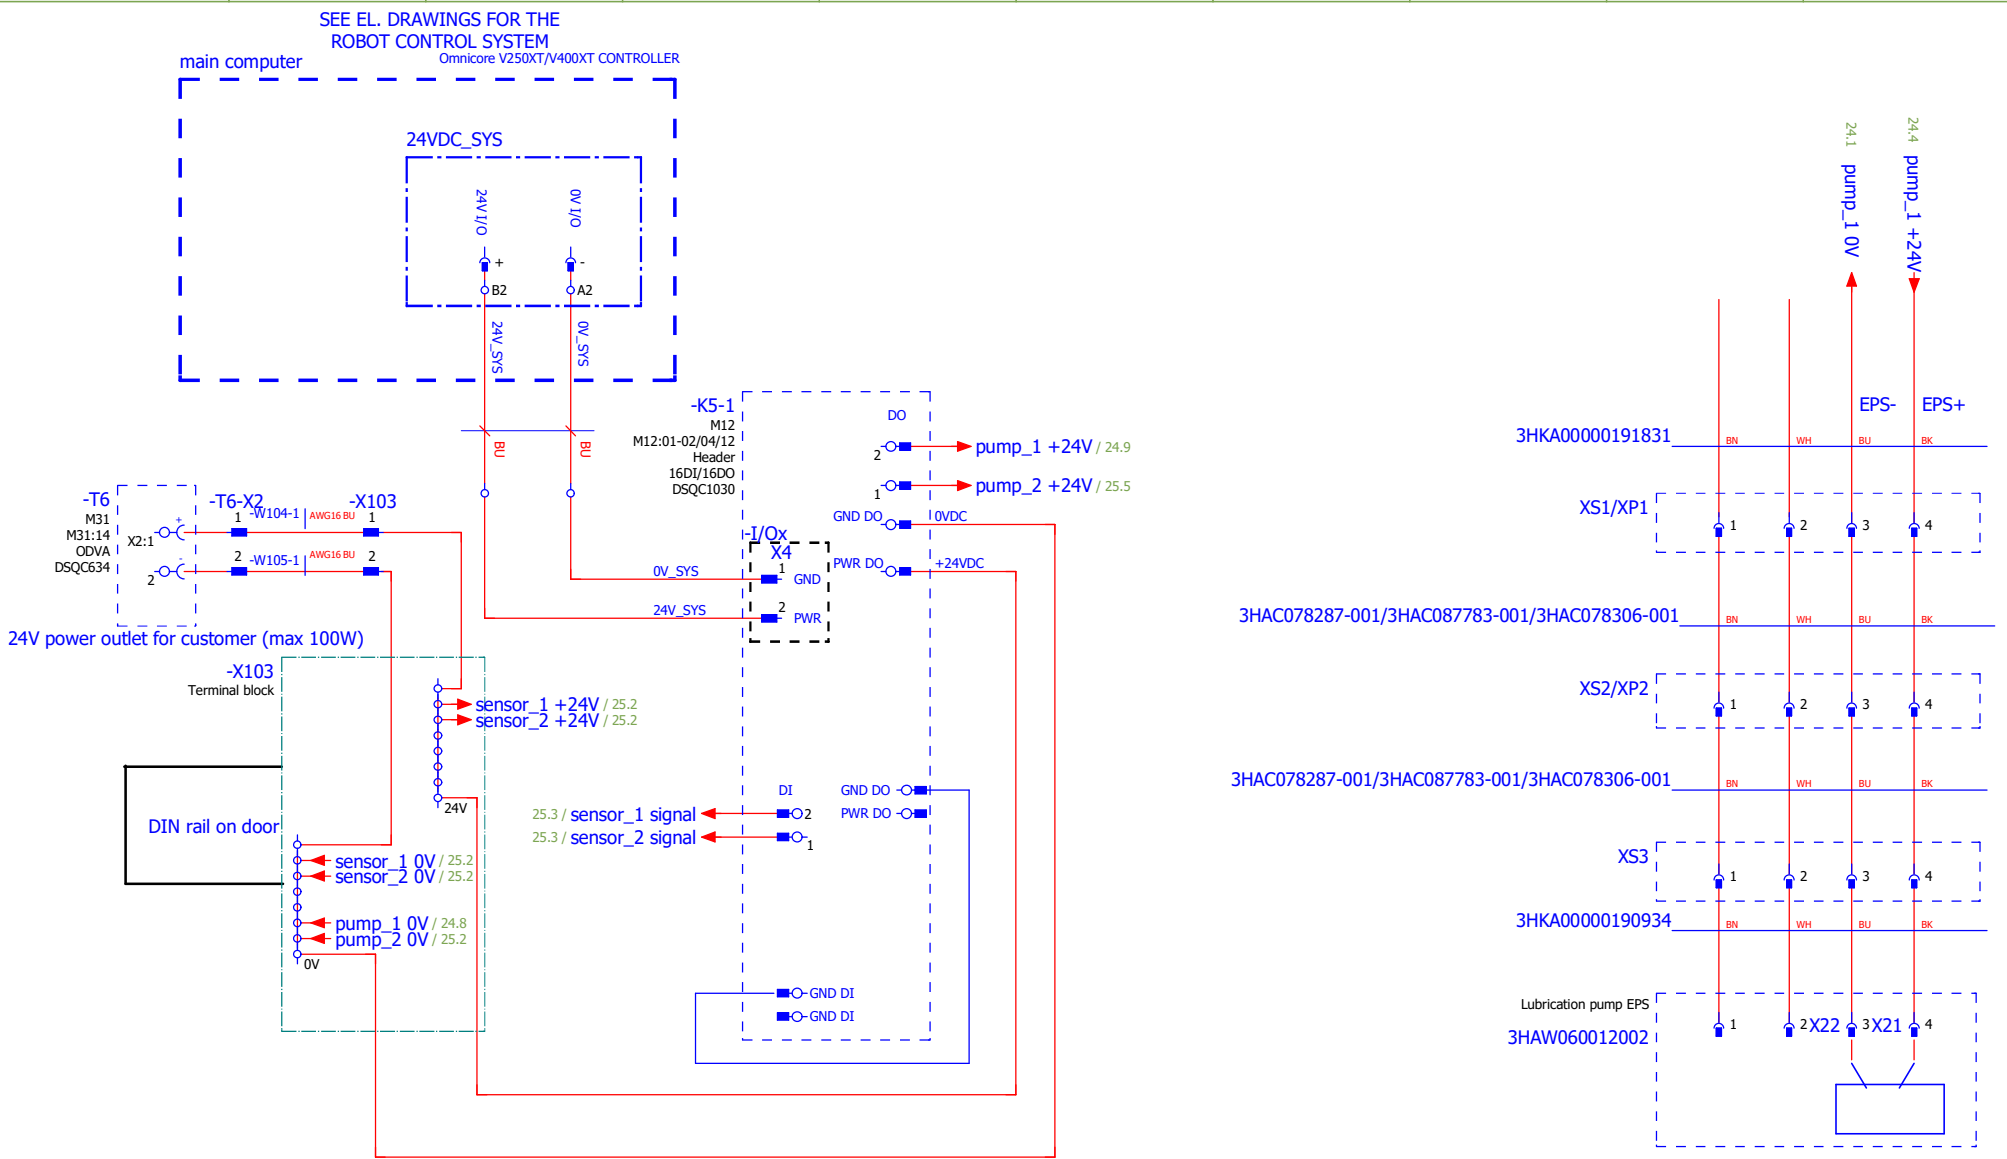 SEE EL. DRAWINGS FOR THE
ROBOT CONTROL SYSTEM
Omnicore V250XT/V400XT CONTROLLER
main computer
24VDC_SYS
24V I/O
0V I/O
+
-
B2
A2
24V_SYS
0V_SYS
BU
BU
-K5-1
M12
M12:01-02/04/12
Header
16DI/16DO
DSQC1030
DO
2
pump_1 +24V / 24.9
1
pump_2 +24V / 25.5
GND DO
0VDC
PWR DO
+24VDC
-I/Ox
X4
1
GND
0V_SYS
2
PWR
24V_SYS
-T6
M31
M31:14
ODVA
DSQC634
X2:1
+
2
-
-T6-X2
1
-W104-1
AWG16 BU
-X103
1
2
-W105-1
AWG16 BU
2
24V power outlet for customer (max 100W)
-X103
Terminal block
sensor_1 +24V / 25.2
sensor_2 +24V / 25.2
24V
DIN rail on door
sensor_1 0V / 25.2
sensor_2 0V / 25.2
pump_1 0V / 24.8
pump_2 0V / 25.2
0V
DI
25.3 / sensor_1 signal
2
25.3 / sensor_2 signal
1
GND DO
PWR DO
GND DI
GND DI
24.1 pump_1 0V
24.4 pump_1 +24V
EPS-
EPS+
3HKA00000191831
BN
WH
BU
BK
XS1/XP1
1
2
3
4
3HAC078287-001/3HAC087783-001/3HAC078306-001
BN
WH
BU
BK
XS2/XP2
1
2
3
4
3HAC078287-001/3HAC087783-001/3HAC078306-001
BN
WH
BU
BK
XS3
1
2
3
4
3HKA00000190934
BN
WH
BU
BK
Lubrication pump EPS
3HAW060012002
1
2
X22
3
X21
4